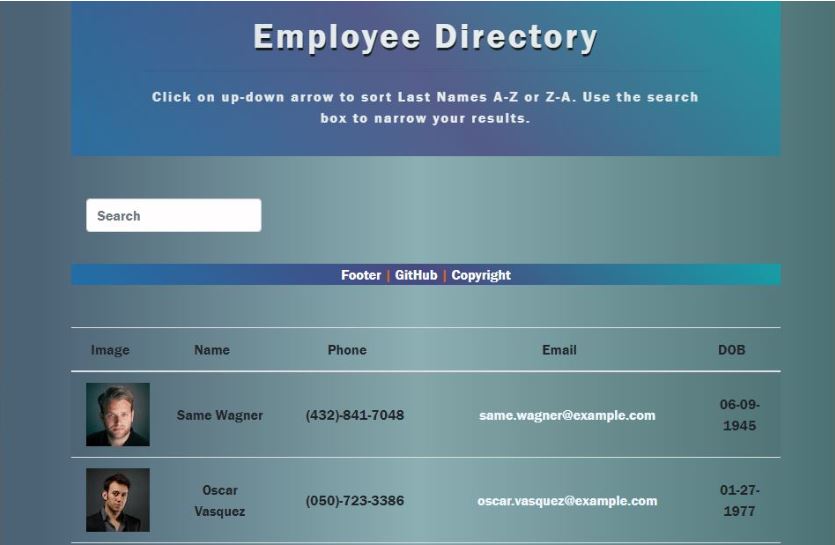 Employee Directory
Click on up-down arrow to sort Last Names A-Z or Z-A. Use the search
box to narrow your results.
Search
Footer | GitHub | Copyright
Image Name Phone Email DOB
Same Wagner (432)-841-7048 same.wagner@example.com 06-09-
1945
Oscar
Vasquez (050)-723-3386 oscar.vasquez@example.com 01-27-
1977